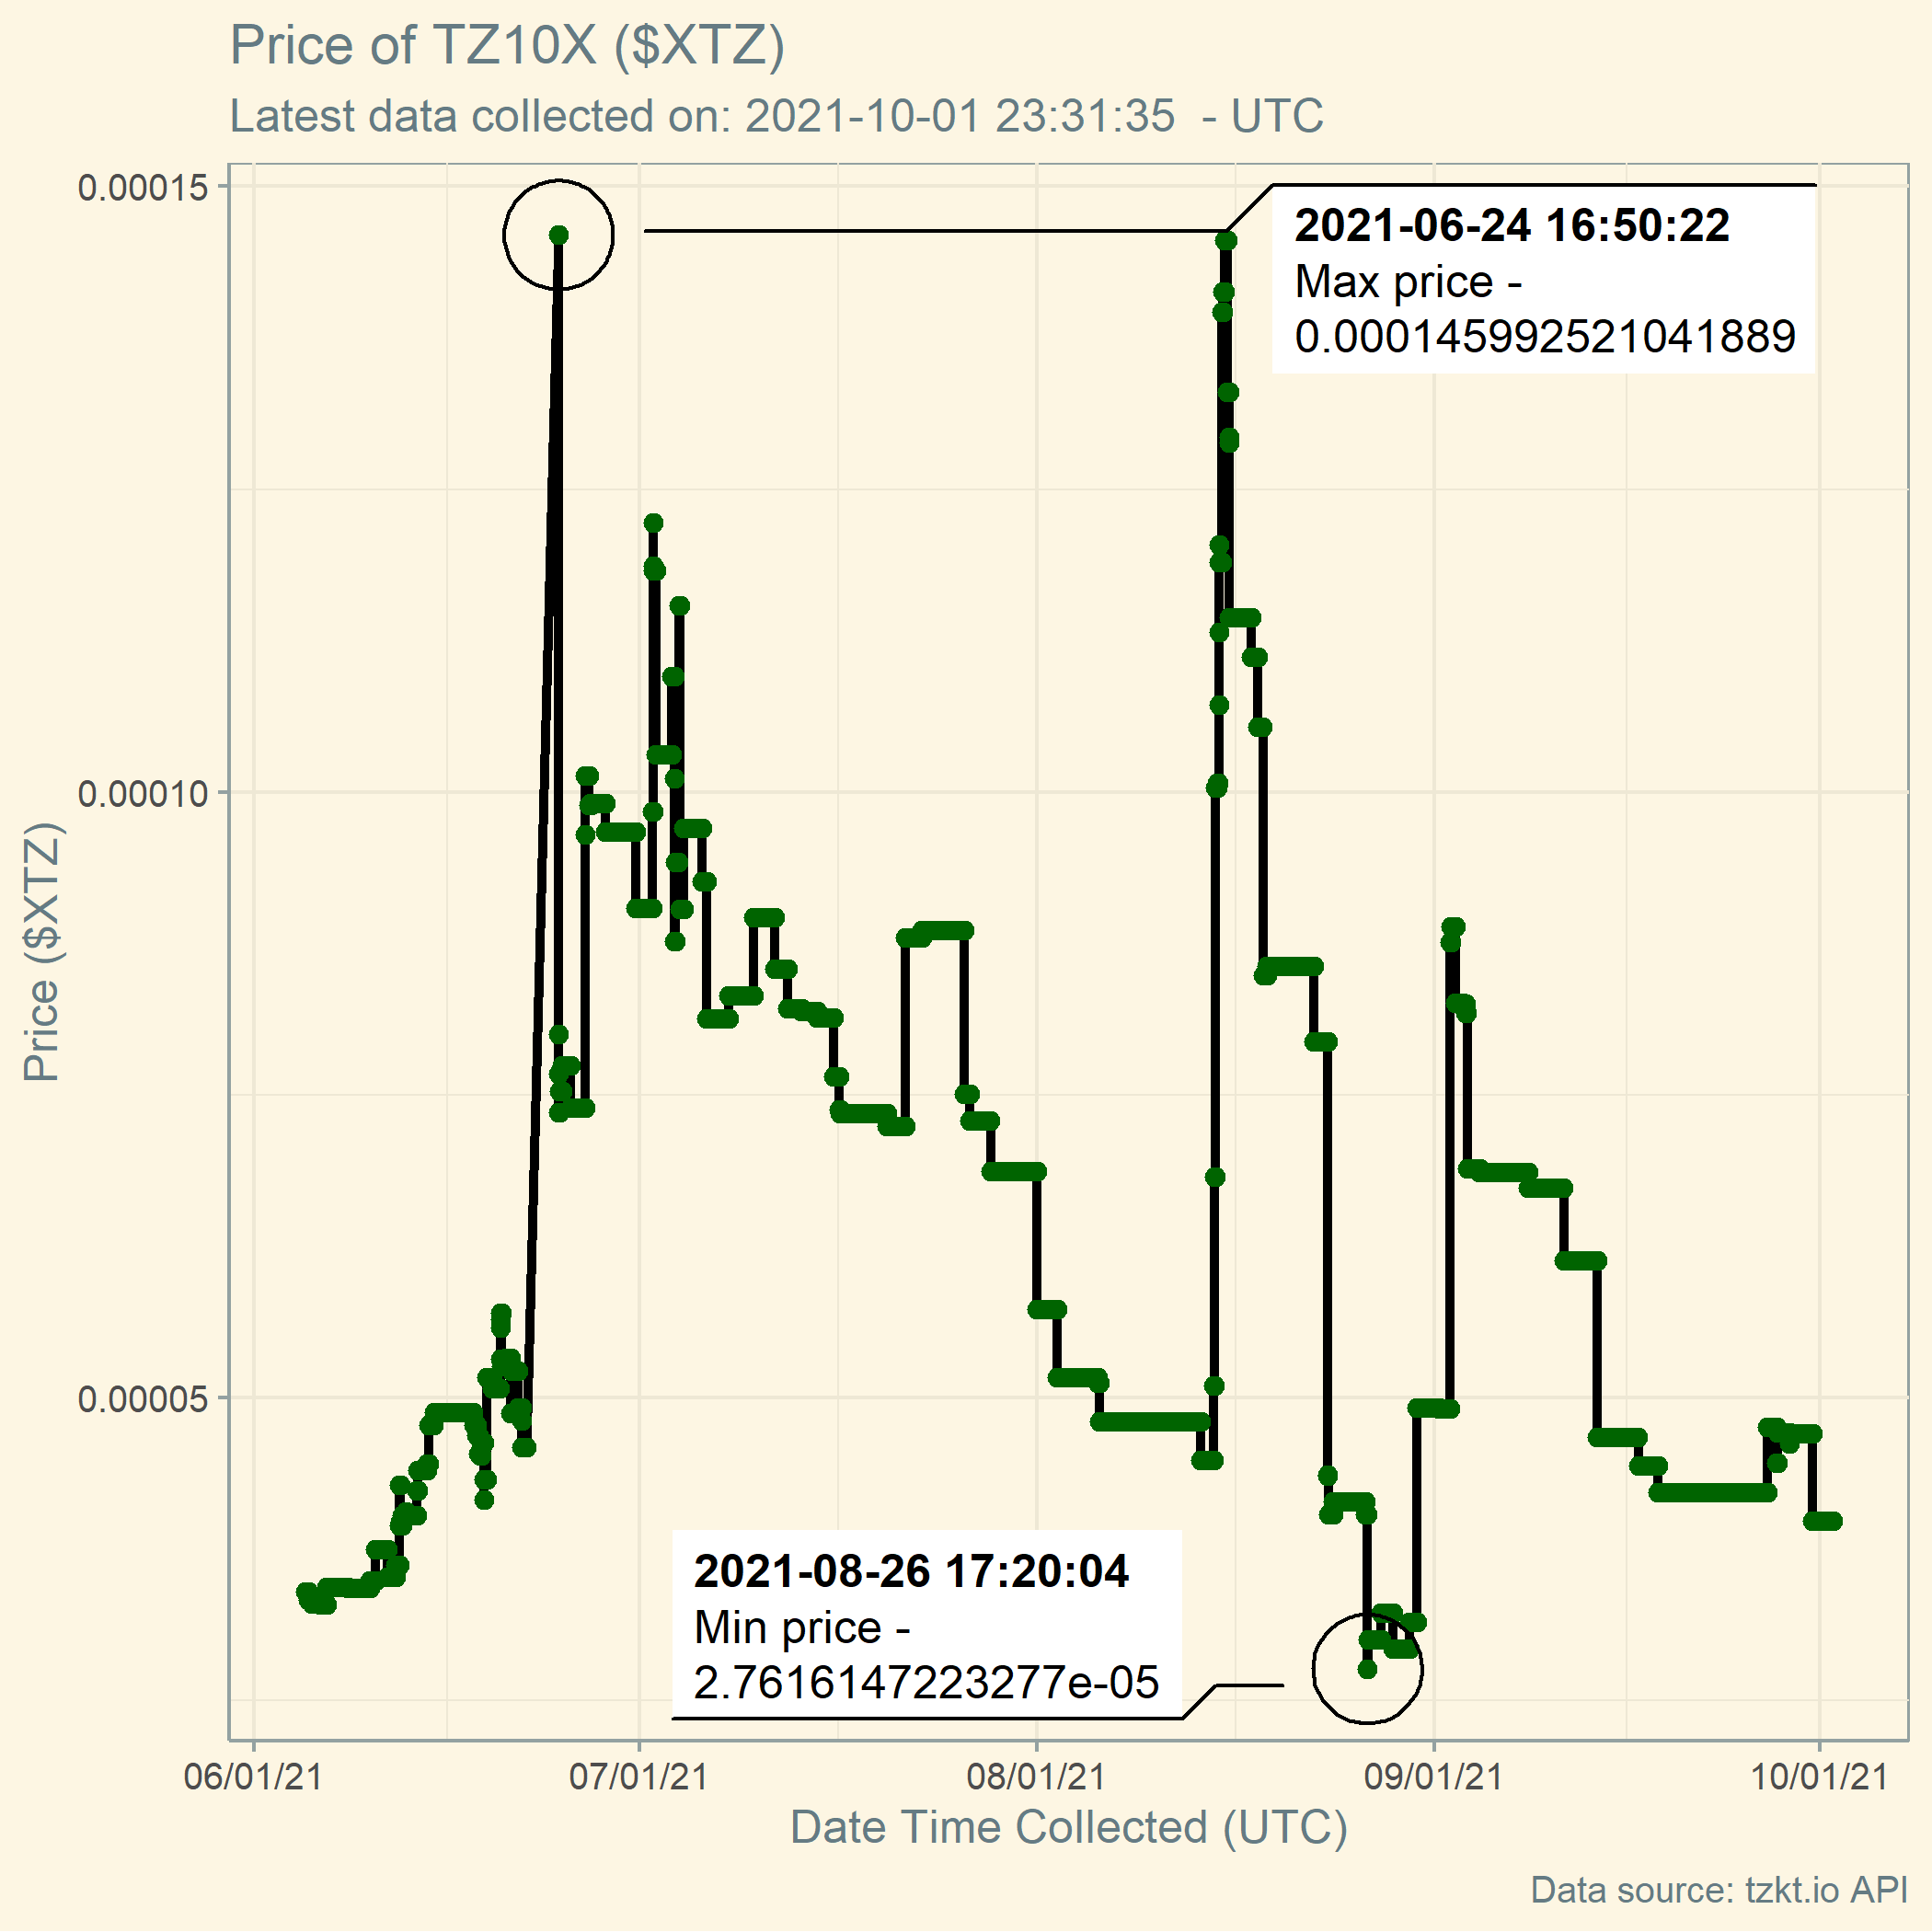 Price of TZ10X ($XTZ)
Latest data collected on: 2021-10-01 23:31:35  - UTC
0.00015
0.00010
0.00005
Price ($XTZ)
2021-06-24 16:50:22
Max price -
0.000145992521041889
2021-08-26 17:20:04
Min price -
2.7616147223277e-05
06/01/21
07/01/21
08/01/21
09/01/21
10/01/21
Date Time Collected (UTC)
Data source: tzkt.io API